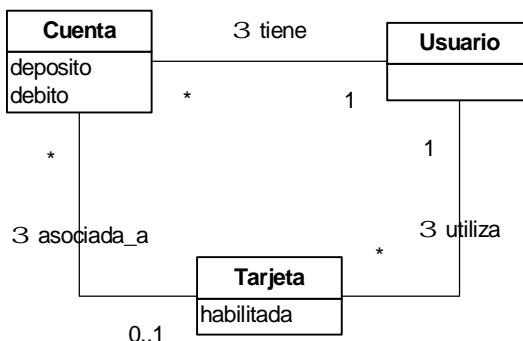 Cuenta
3 tiene
Usuario
deposito
debito
*
1
*
1
3 asociada_a
3 utiliza
*
Tarjeta
habilitada
0..1